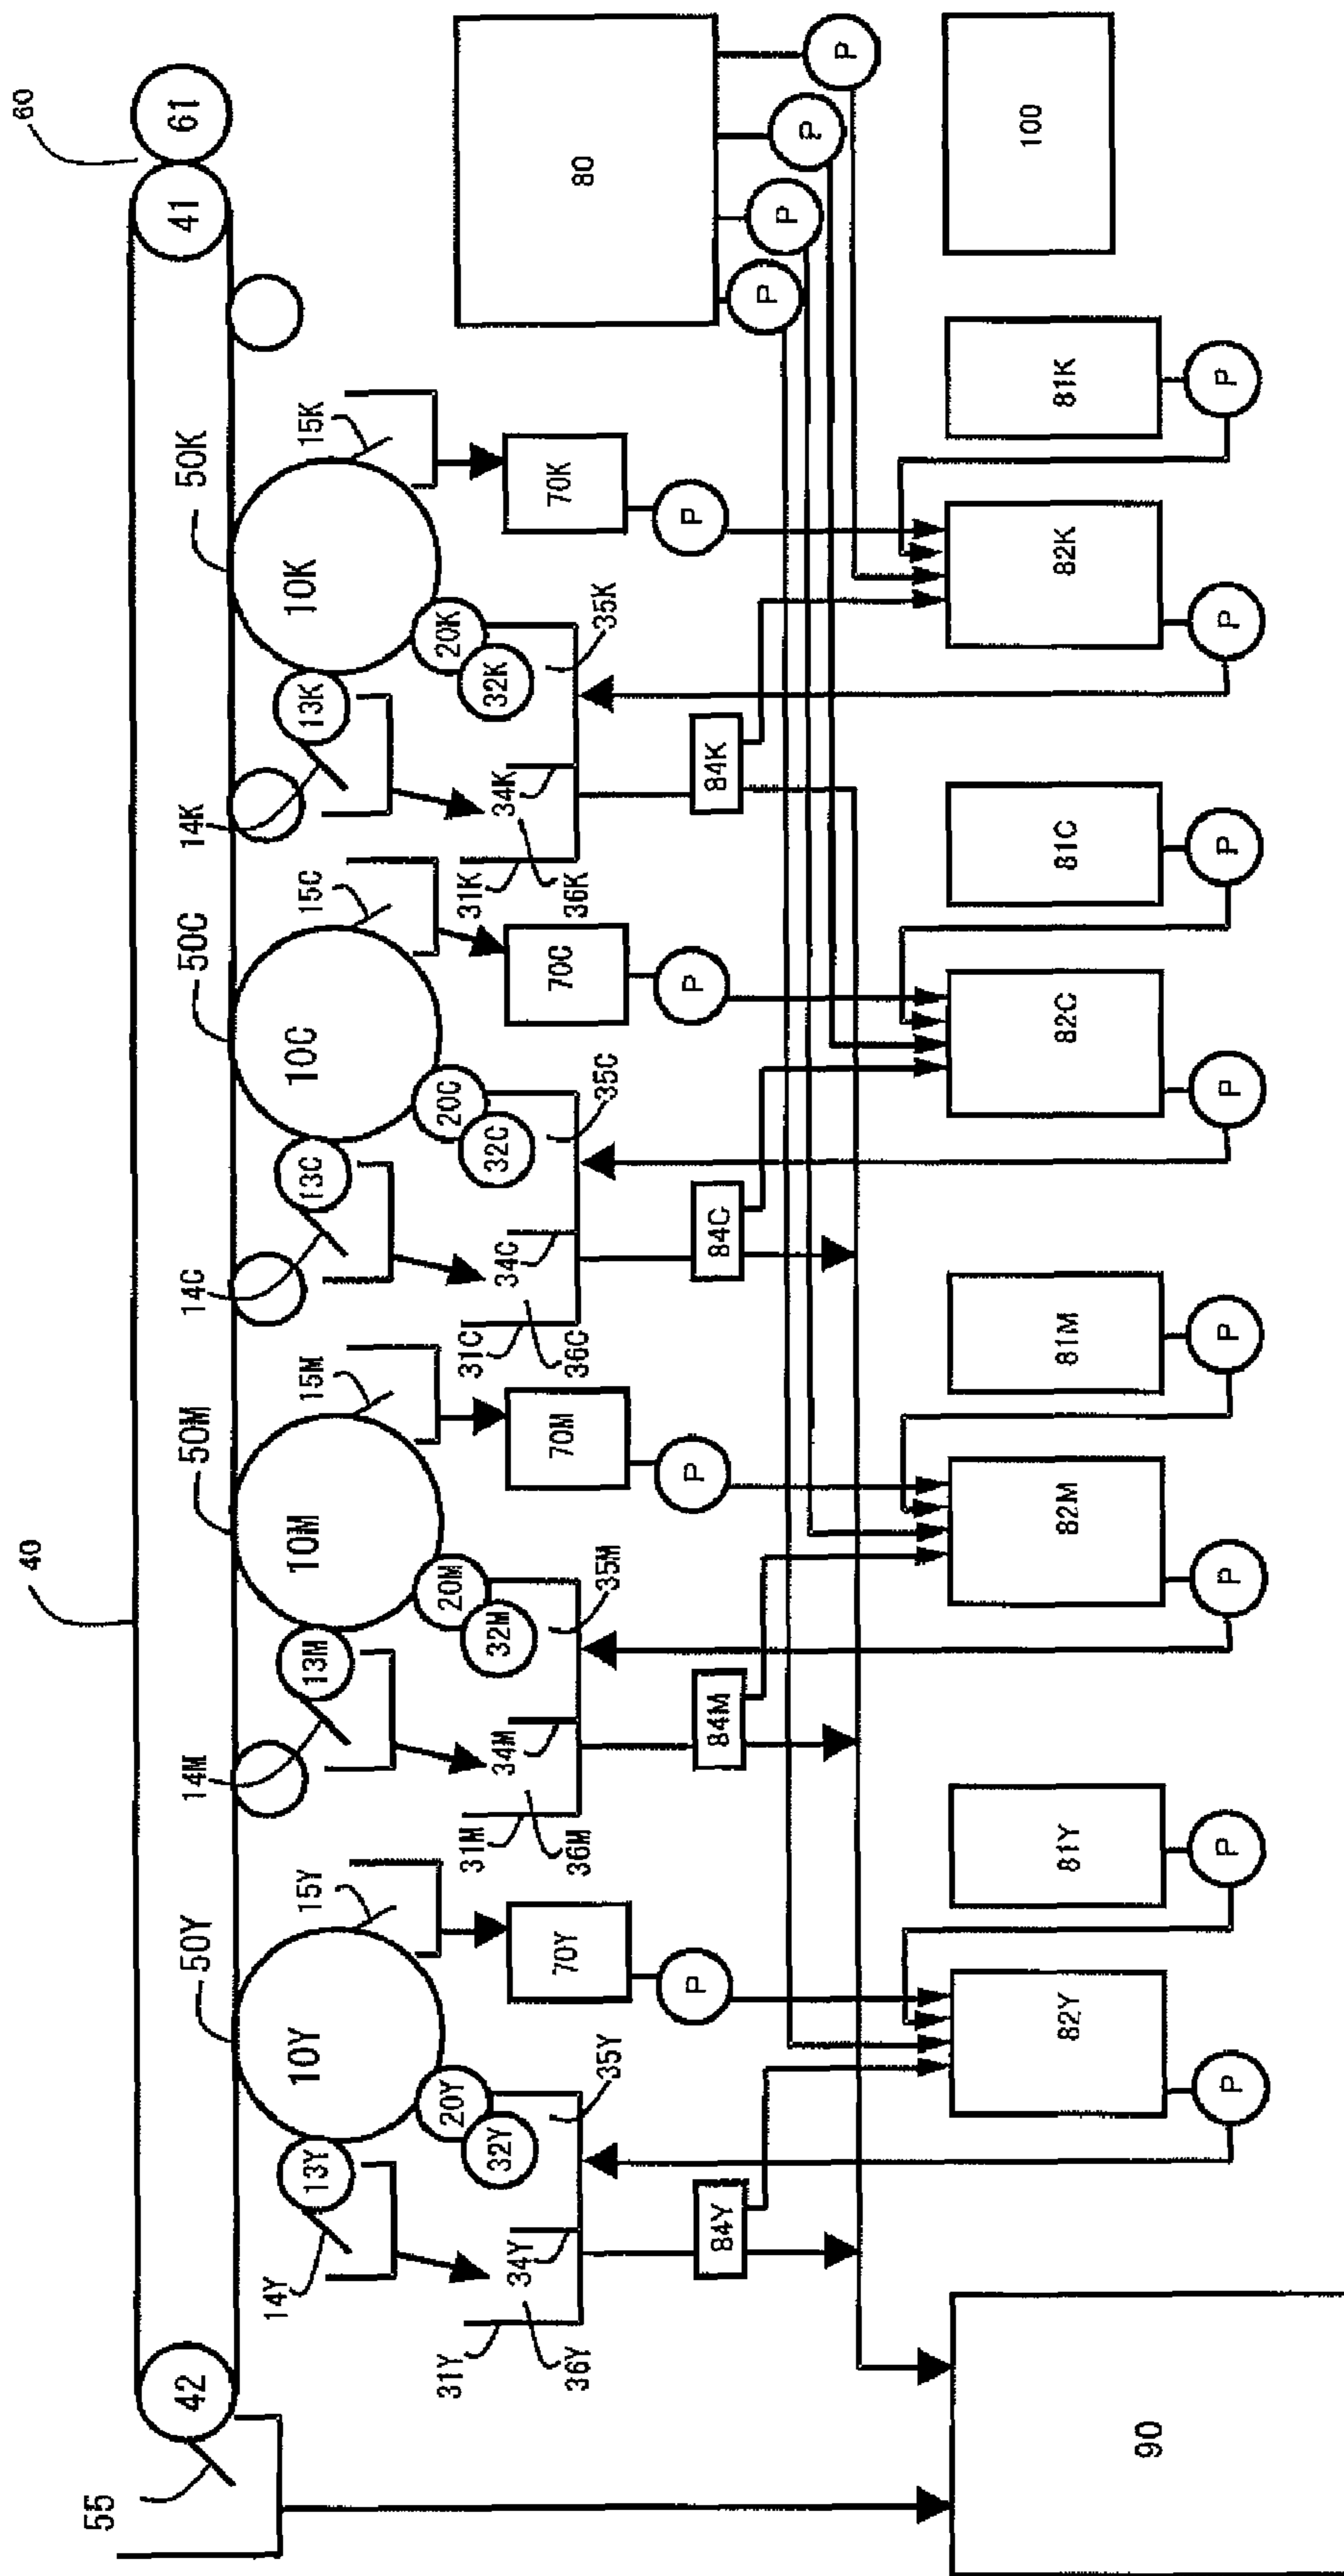 60
61
41
40
42
55
50K
50C
50M
50Y
10K
10C
10M
10Y
15K
15C
15M
15Y
13K
13C
13M
13Y
14K
14C
14M
14Y
20K
20C
20M
20Y
32K
32C
32M
32Y
35K
35C
35M
35Y
34K
34C
34M
34Y
31K
31C
31M
31Y
36K
36C
36M
36Y
70K
70C
70M
70Y
P
P
P
P
80
P
P
P
P
84K
84C
84M
84Y
100
81K
81C
81M
81Y
82K
82C
82M
82Y
P
P
P
P
P
P
P
P
90